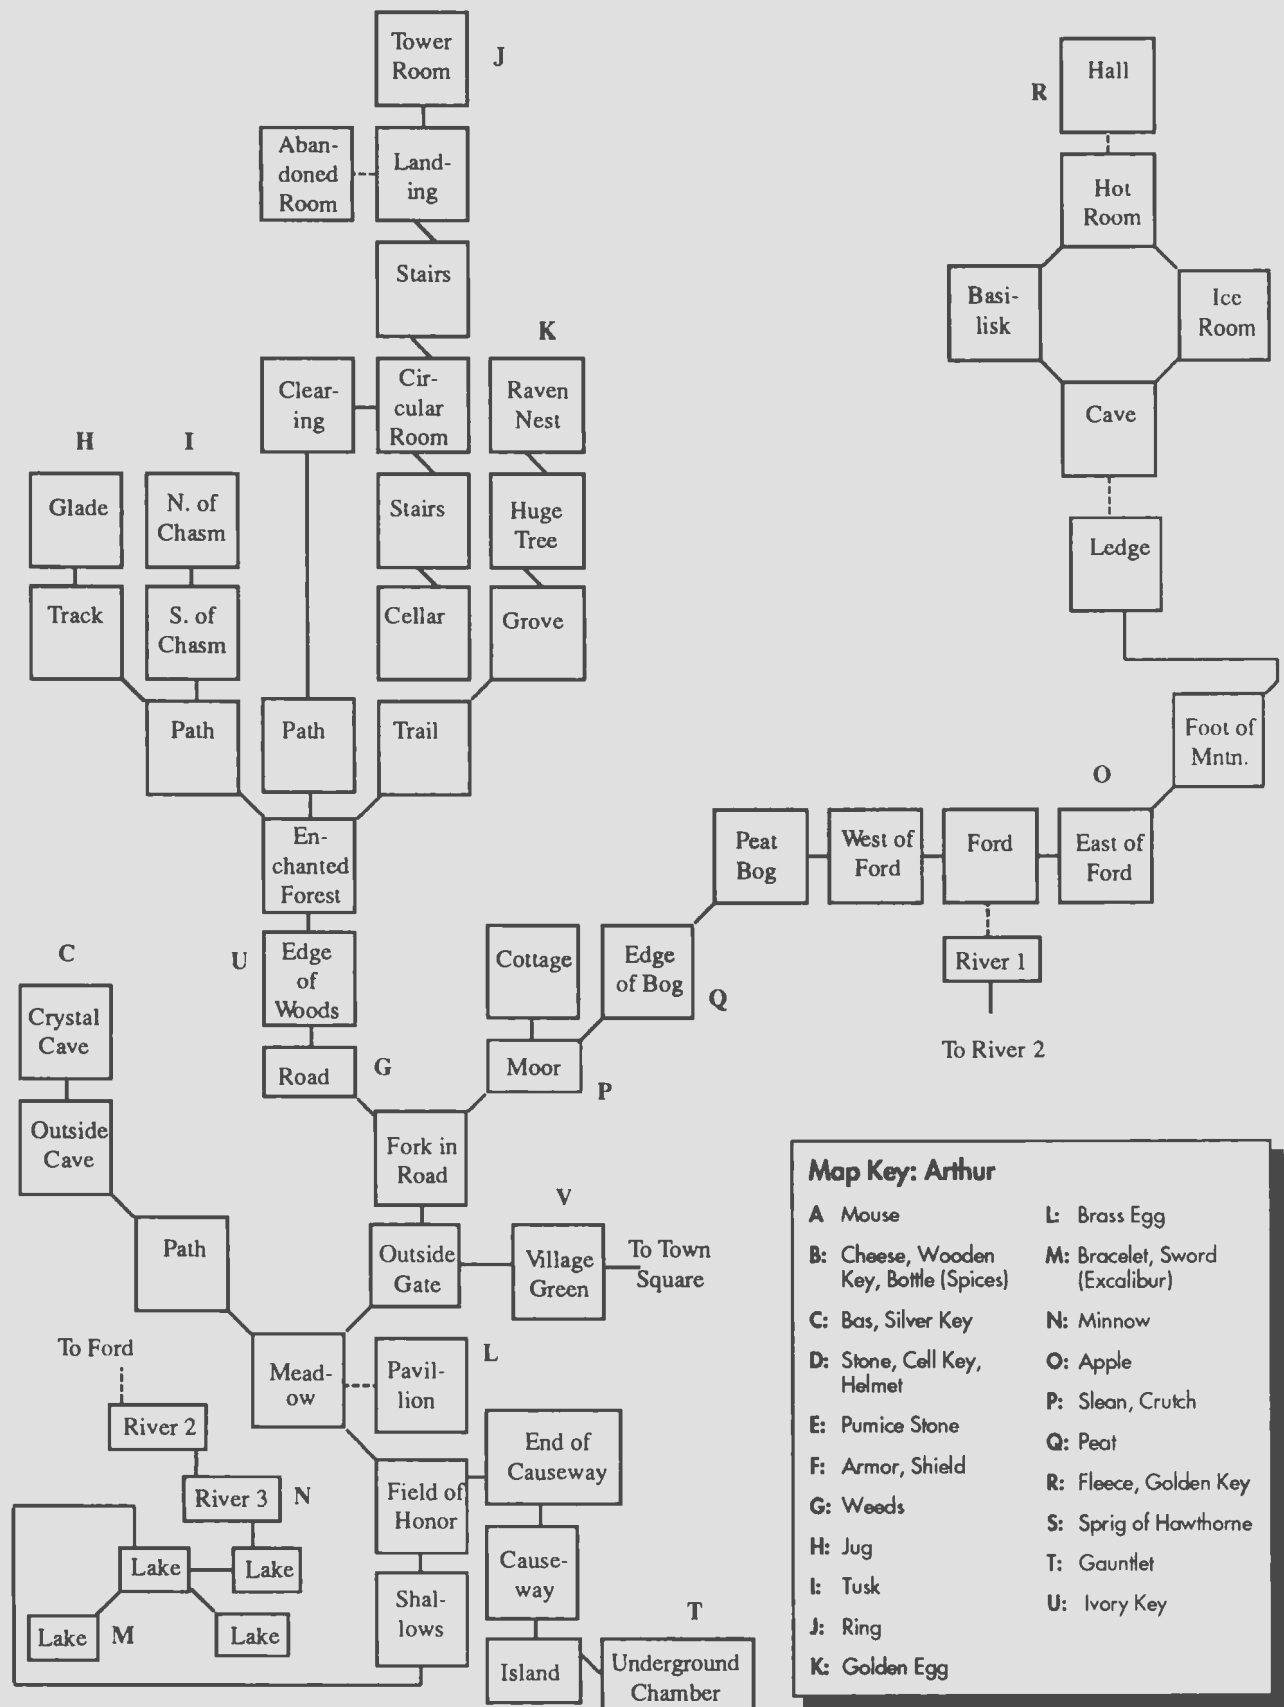 Tower
Room
J
Hall
R
Aban-
doned
Room
Land-
ing
Hot
Room
Stairs
Basi-
lisk
Ice
Room
K
Clear-
ing
Cir-
cular
Room
Raven
Nest
Cave
H
I
Glade
N. of
Chasm
Stairs
Huge
Tree
Ledge
Track
S. of
Chasm
Cellar
Grove
Path
Path
Trail
Foot of
Mntn.
O
En-
chanted
Forest
Peat
Bog
West of
Ford
Ford
East of
Ford
C
U
Edge
of
Woods
Cottage
Edge
of Bog
Q
River 1
Crystal
Cave
To River 2
Road
G
Moor
P
Outside
Cave
Fork in
Road
V
Path
Outside
Gate
Village
Green
To Town
Square
To Ford
Mead-
ow
Pavil-
lion
L
River 2
End of
Causeway
River 3
N
Field of
Honor
Lake
Lake
Cause-
way
Lake
M
Lake
Shal-
lows
T
Island
Underground
Chamber
Map Key: Arthur
A Mouse
B: Cheese, Wooden
Key, Bottle (Spices)
C: Bas, Silver Key
D: Stone, Cell Key,
Helmet
E: Pumice Stone
F: Armor, Shield
G: Weeds
H: Jug
I: Tusk
J: Ring
K: Golden Egg
L: Brass Egg
M: Bracelet, Sword
(Excalibur)
N: Minnow
O: Apple
P: Slean, Crutch
Q: Peat
R: Fleece, Golden Key
S: Sprig of Hawthorne
T: Gauntlet
U: Ivory Key